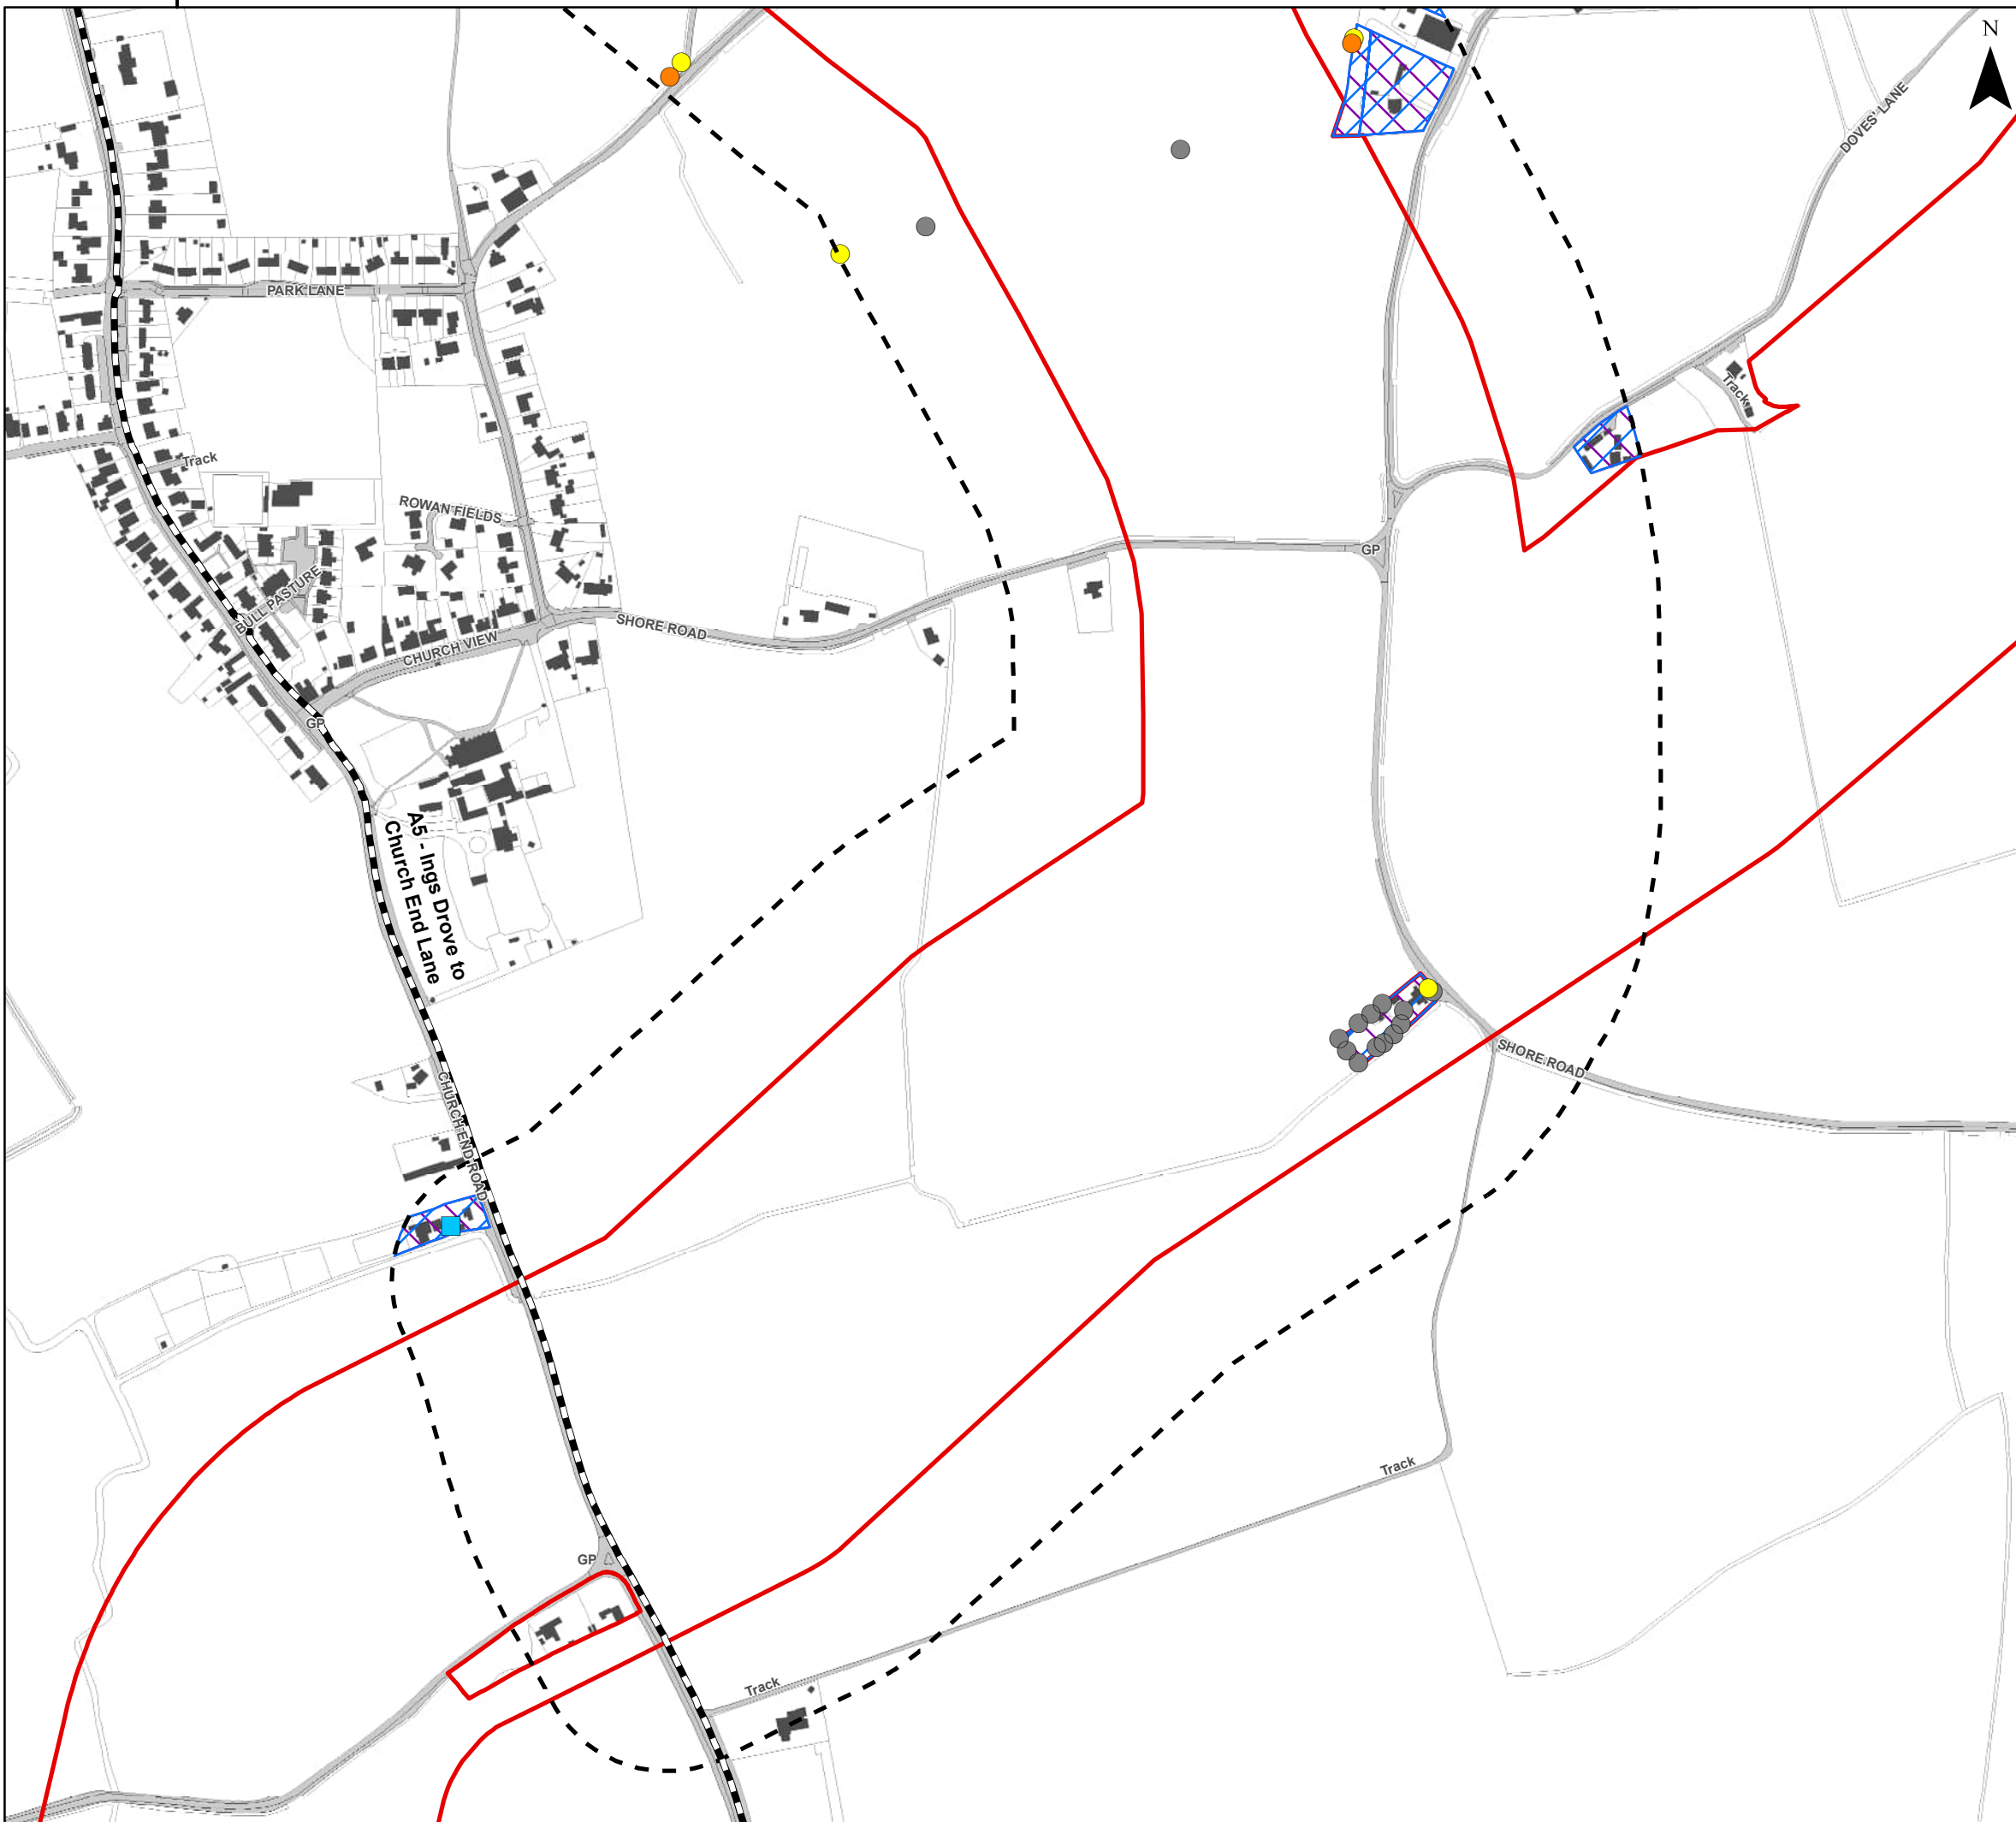 N
DOVES' LANE
PARK LANE
Track
Track
ROWAN FIELDS
GP
BULL PASTURE
SHORE ROAD
CHURCH VIEW
GP
A5 - Ings Drove to
Church End Lane
SHORE ROAD
CHURCH END ROAD
Track
GP
Track